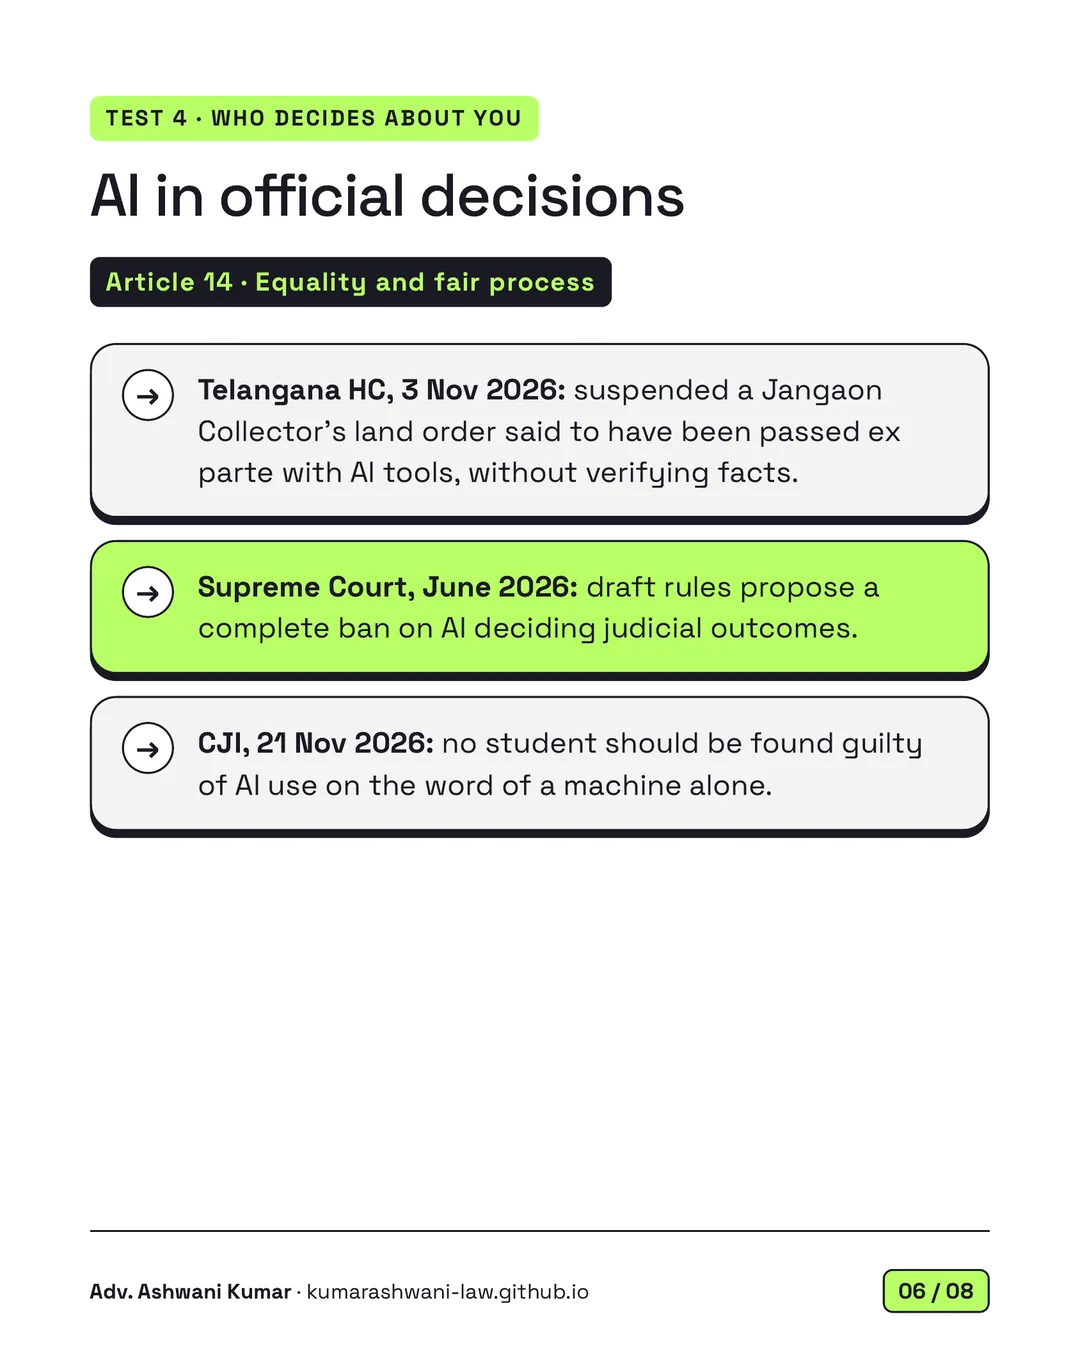 TEST 4 · WHO DECIDES ABOUT YOU
AI in official decisions
Article 14 · Equality and fair process
→ Telangana HC, 3 Nov 2026: suspended a Jangaon
Collector’s land order said to have been passed ex
parte with AI tools, without verifying facts.
→ Supreme Court, June 2026: draft rules propose a
complete ban on AI deciding judicial outcomes.
→ CJI, 21 Nov 2026: no student should be found guilty
of AI use on the word of a machine alone.
Adv. Ashwani Kumar · kumarashwani-law.github.io
06 / 08